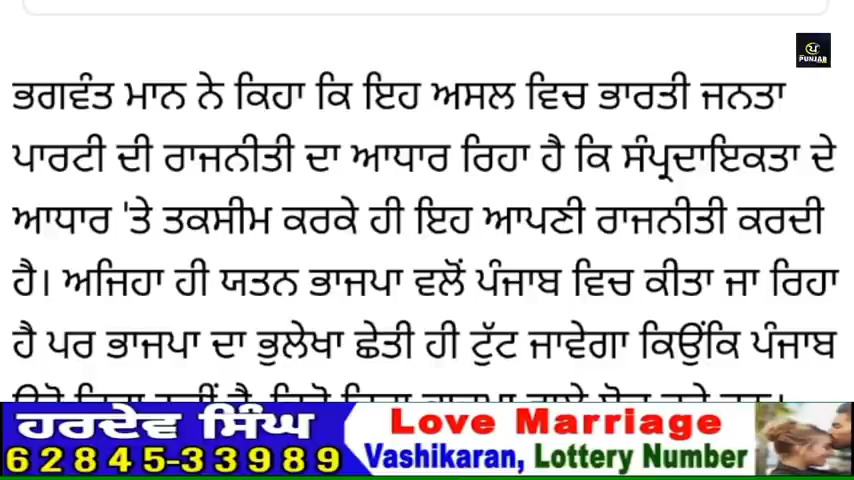 PUNJAB
ਭਗਵੰਤ ਮਾਨ ਨੇ ਕਿਹਾ ਕਿ ਇਹ ਅਸਲ ਵਿਚ ਭਾਰਤੀ ਜਨਤਾ
ਪਾਰਟੀ ਦੀ ਰਾਜਨੀਤੀ ਦਾ ਆਧਾਰ ਰਿਹਾ ਹੈ ਕਿ ਸੰਪ੍ਰਦਾਇਕਤਾ ਦੇ
ਆਧਾਰ 'ਤੇ ਤਕਸੀਮ ਕਰਕੇ ਹੀ ਇਹ ਆਪਣੀ ਰਾਜਨੀਤੀ ਕਰਦੀ
ਹੈ। ਅਜਿਹਾ ਹੀ ਯਤਨ ਭਾਜਪਾ ਵਲੋਂ ਪੰਜਾਬ ਵਿਚ ਕੀਤਾ ਜਾ ਰਿਹਾ
ਹੈ ਪਰ ਭਾਜਪਾ ਦਾ ਭੁਲੇਖਾ ਛੇਤੀ ਹੀ ਟੁੱਟ ਜਾਵੇਗਾ ਕਿਉਂਕਿ ਪੰਜਾਬ
ਹਰਦੇਵ ਸਿੰਘ
62845-33989
Love Marriage
Vashikaran, Lottery Number